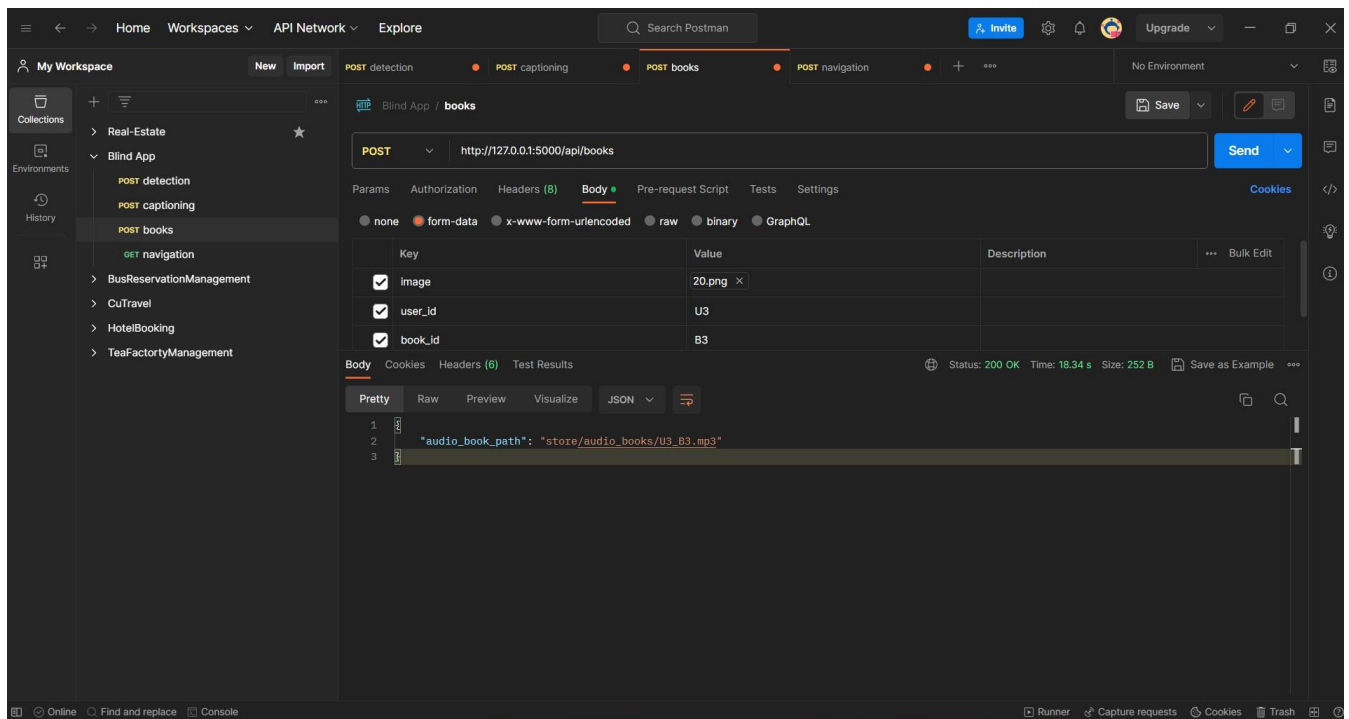 Home Workspaces API Network Explore Search Postman Invite Upgrade
My Workspace New Import POST detection POST captioning POST books POST navigation No Environment
Collections
Environments
History
Real-Estate
Blind App
POST detection
POST captioning
POST books
GET navigation
BusReservationManagement
CuTravel
HotelBooking
TeaFactortyManagement
HTTP Blind App / books Save
POST http://127.0.0.1:5000/api/books Send
Params Authorization Headers (8) Body Pre-request Script Tests Settings Cookies
none form-data x-www-form-urlencoded raw binary GraphQL
Key Value Description Bulk Edit
image 20.png
user_id U3
book_id B3
Body Cookies Headers (6) Test Results Status: 200 OK Time: 18.34 s Size: 252 B Save as Example
Pretty Raw Preview Visualize JSON
1 {
2 "audio_book_path": "store/audio_books/U3_B3.mp3"
3 }
Online Find and replace Console Runner Capture requests Cookies Trash